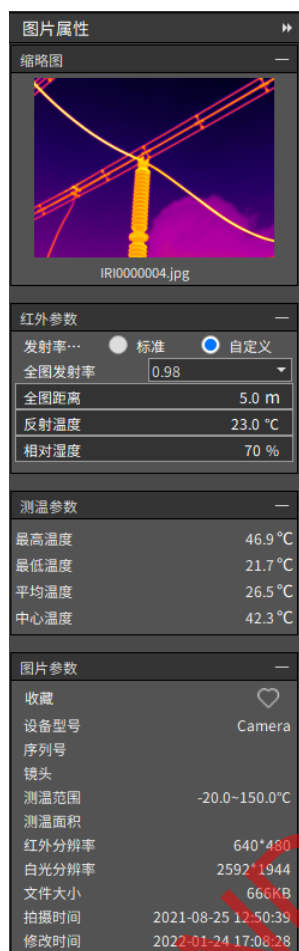 图片属性
缩略图
IRI0000004.jpg
红外参数
发射率… 标准 自定义
全图发射率 0.98
全图距离 5.0 m
反射温度 23.0 ℃
相对湿度 70 %
测温参数
最高温度 46.9℃
最低温度 21.7℃
平均温度 26.5℃
中心温度 42.3℃
图片参数
收藏
设备型号 Camera
序列号
镜头
测温范围 -20.0~150.0℃
测温面积
红外分辨率 640*480
白光分辨率 2592*1944
文件大小 666KB
拍摄时间 2021-08-25 12:50:39
修改时间 2022-01-24 17:08:28